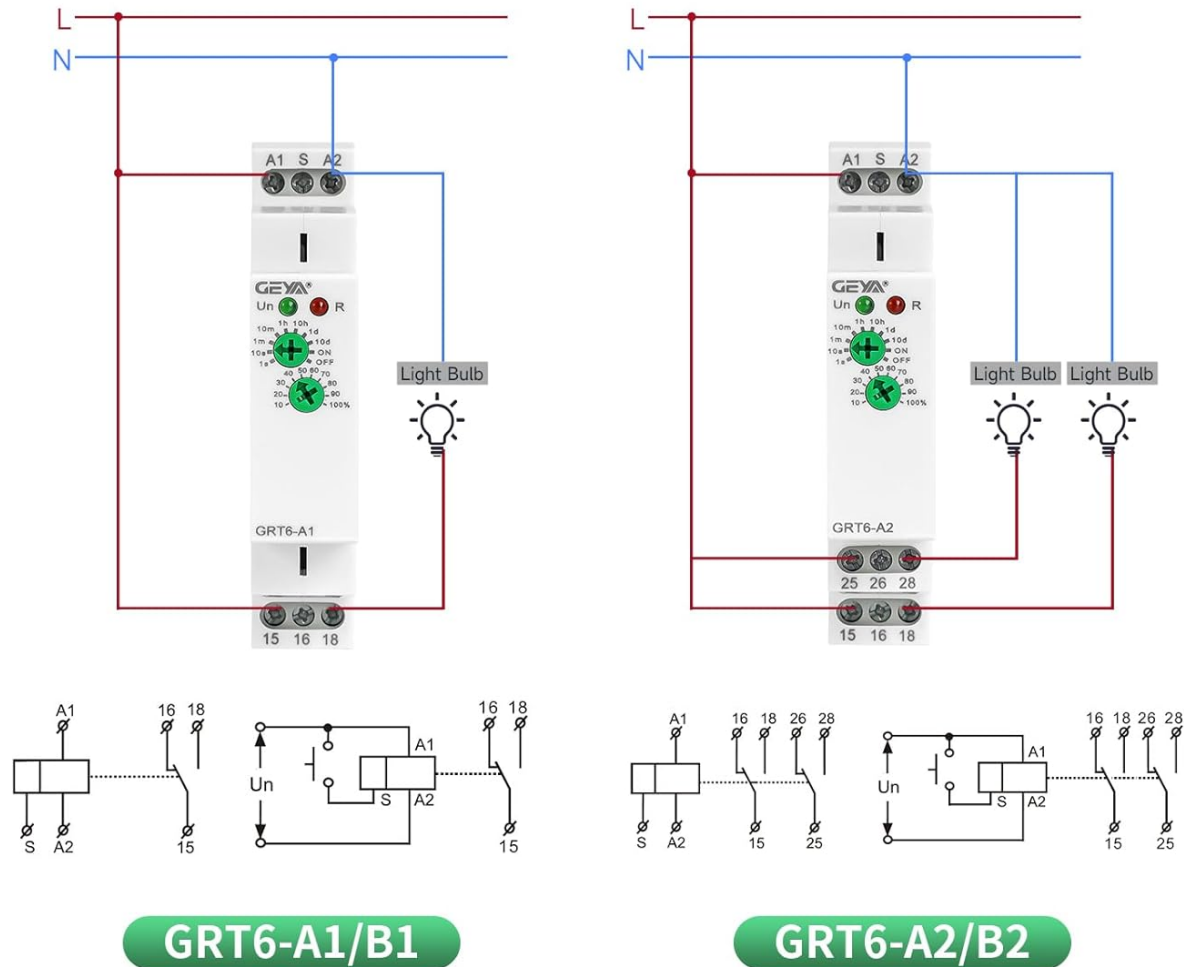 L
N
A1 S A2
GEYA®
Un R
1h 10h
10m 1d
1m 10d
10s ON
1s OFF
40 50 60
30 70
20 80
10 90
100%
Light Bulb
GRT6-A1
15 16 18
A1
S A2
16 18
15
Un
A1
S A2
16 18
15
GRT6-A1/B1
L
N
A1 S A2
GEYA®
Un R
1h 10h
10m 1d
1m 10d
10s ON
1s OFF
40 50 60
30 70
20 80
10 90
100%
Light Bulb Light Bulb
GRT6-A2
25 26 28
15 16 18
A1
S A2
16 18 26 28
15 25
Un
A1
S A2
16 18 26 28
15 25
GRT6-A2/B2